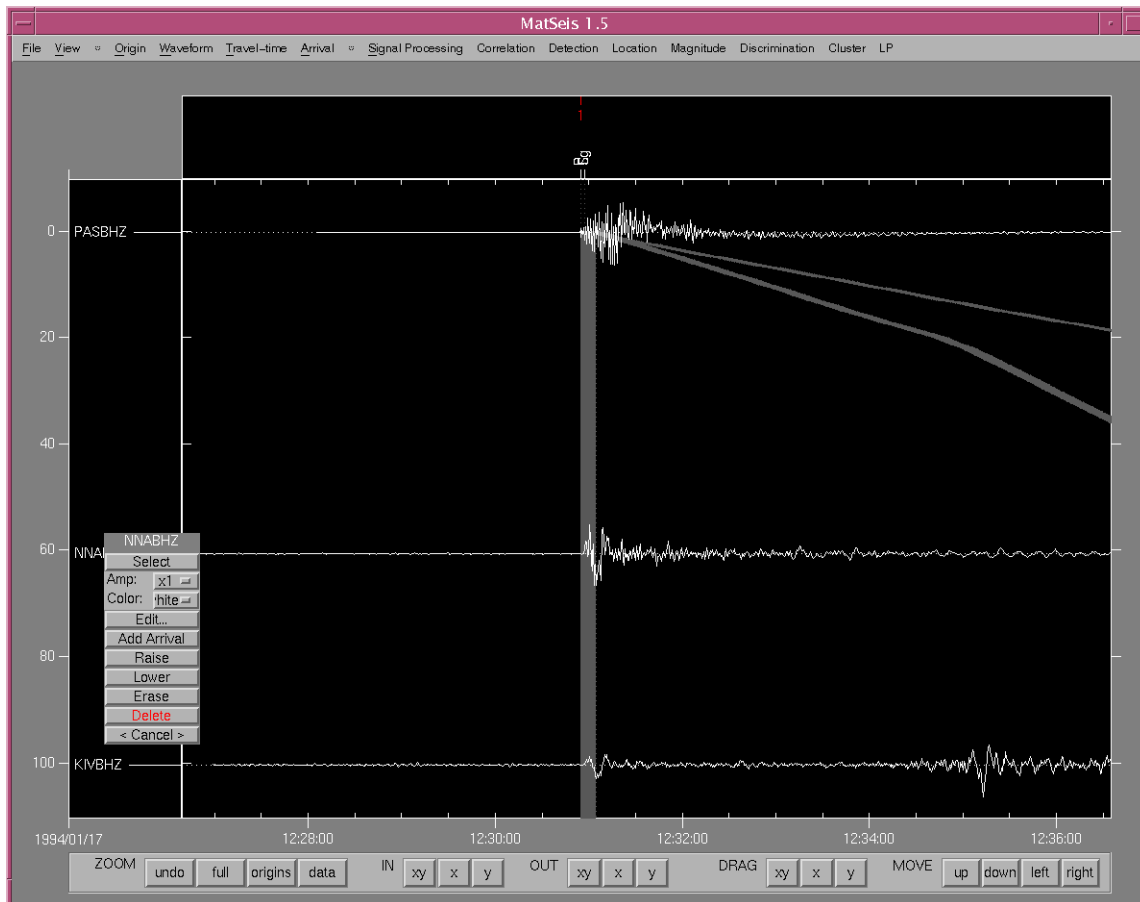 MatSeis 1.5
File View Origin Waveform Travel-time Arrival Signal Processing Correlation Detection Location Magnitude Discrimination Cluster LP
1
g
0 PASBHZ
20
40
60
NNABHZ
Select
Amp: x1
Color:
Edit...
Add Arrival
80
Raise
Lower
Erase
Delete
< Cancel >
100 KIVBHZ
1994/01/17 12:28:00 12:30:00 12:32:00 12:34:00 12:36:00
ZOOM undo full origins data IN xy x y OUT xy x y DRAG xy x y MOVE up down left right